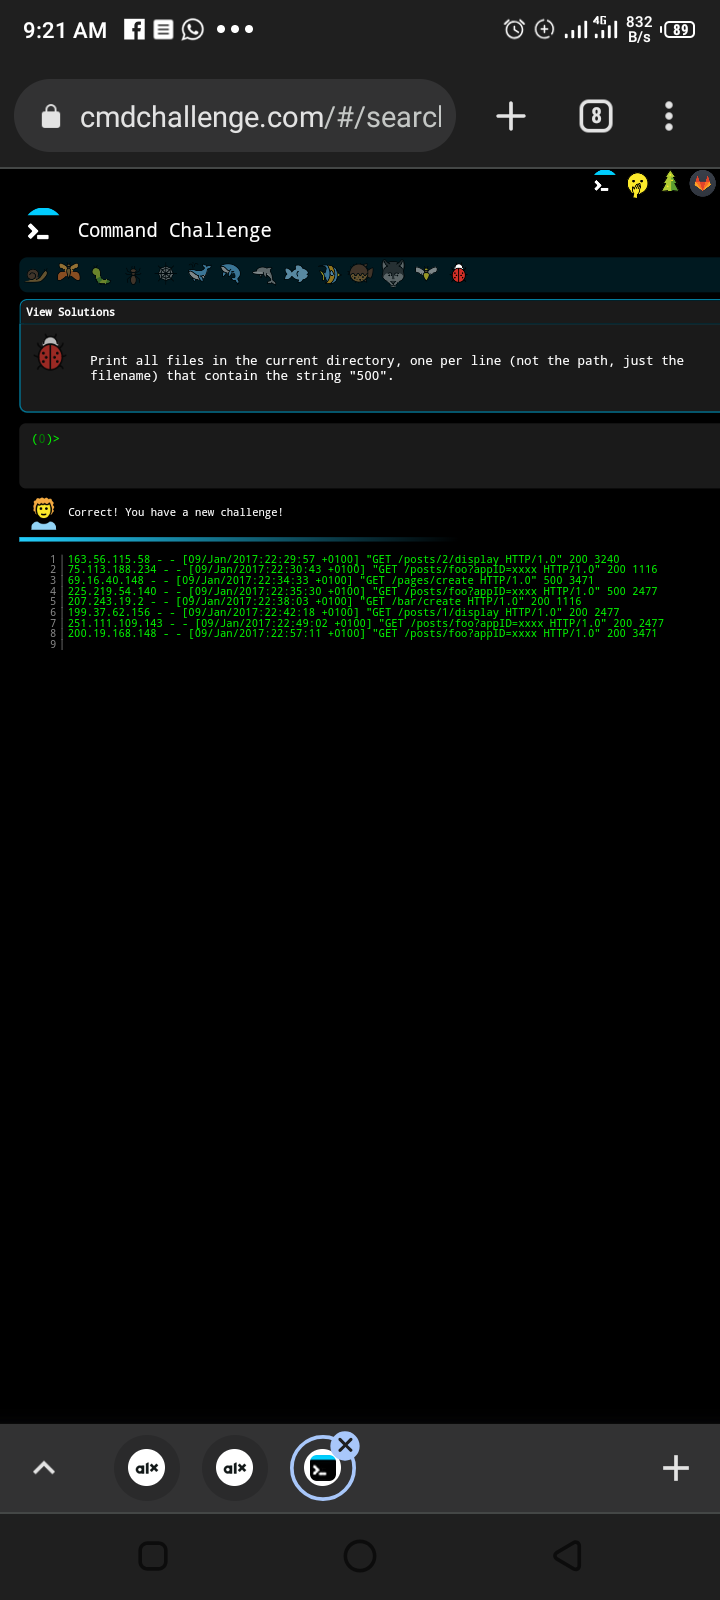 9:21 AM
4G
832
B/s
89
cmdchallenge.com/#/search
8
Command Challenge
View Solutions
Print all files in the current directory, one per line (not the path, just the
filename) that contain the string "500".
(0)>
Correct! You have a new challenge!
1 163.56.115.58 - - [09/Jan/2017:22:29:57 +0100] "GET /posts/2/display HTTP/1.0" 200 3240
2 75.113.188.234 - - [09/Jan/2017:22:30:43 +0100] "GET /posts/foo?appID=xxxx HTTP/1.0" 200 1116
3 69.16.40.148 - - [09/Jan/2017:22:34:33 +0100] "GET /pages/create HTTP/1.0" 500 3471
4 225.219.54.140 - - [09/Jan/2017:22:35:30 +0100] "GET /posts/foo?appID=xxxx HTTP/1.0" 500 2477
5 207.243.19.2 - - [09/Jan/2017:22:38:03 +0100] "GET /bar/create HTTP/1.0" 200 1116
6 199.37.62.156 - - [09/Jan/2017:22:42:18 +0100] "GET /posts/1/display HTTP/1.0" 200 2477
7 251.111.109.143 - - [09/Jan/2017:22:49:02 +0100] "GET /posts/foo?appID=xxxx HTTP/1.0" 200 2477
8 200.19.168.148 - - [09/Jan/2017:22:57:11 +0100] "GET /posts/foo?appID=xxxx HTTP/1.0" 200 3471
9
alx
alx